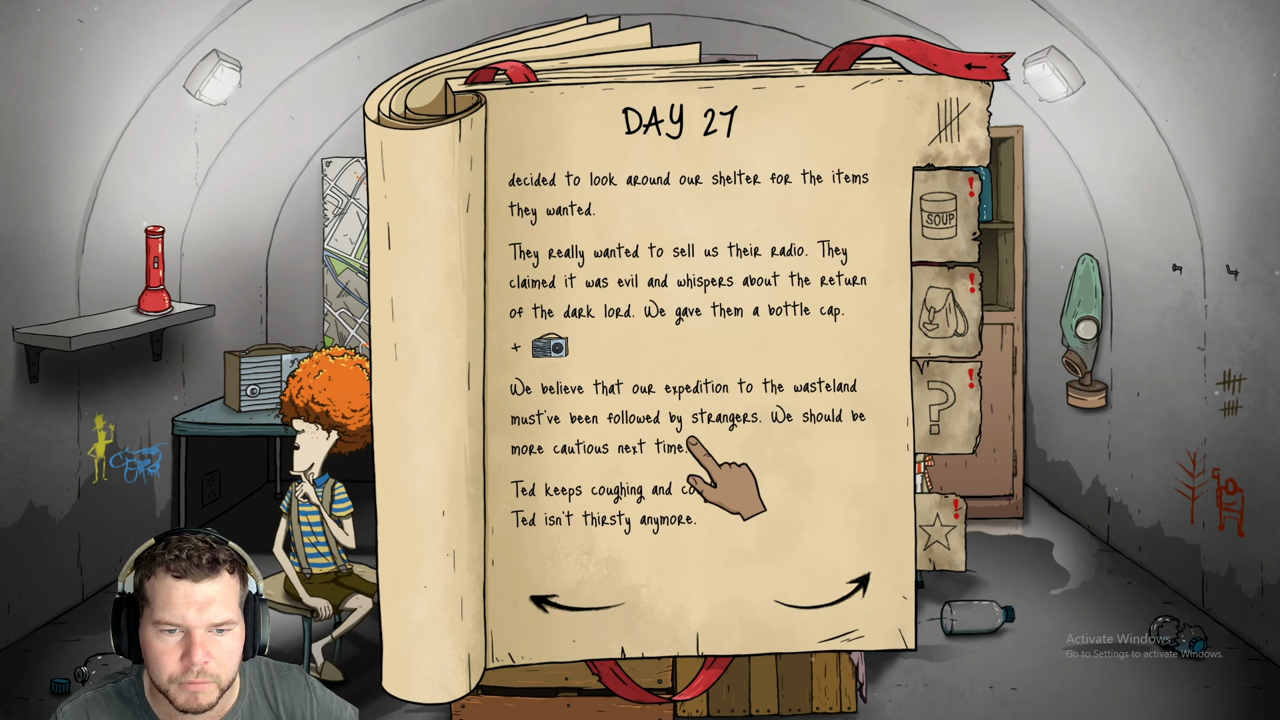 DAY 27
decided to look around our shelter for the items
they wanted.
They really wanted to sell us their radio. They
claimed it was evil and whispers about the return
of the dark lord. We gave them a bottle cap.
+
We believe that our expedition to the wasteland
must've been followed by strangers. We should be
more cautious next time.
Ted keeps coughing and
Ted isn't thirsty anymore.
SOUP
!
!
?
!
!
Activate Windows
Go to Settings to activate Windows.